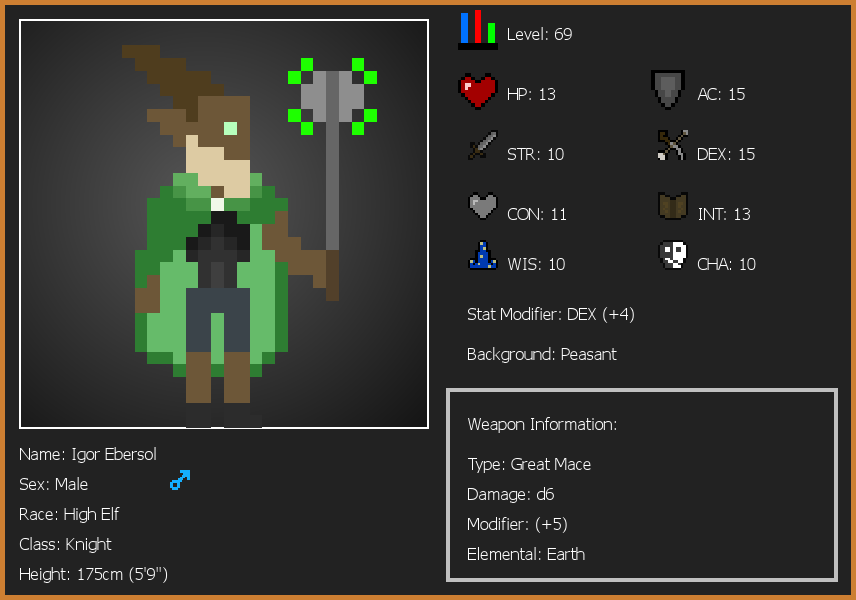 Level: 69
HP: 13
AC: 15
STR: 10
DEX: 15
CON: 11
INT: 13
WIS: 10
CHA: 10
Stat Modifier: DEX (+4)
Background: Peasant
Weapon Information:
Type: Great Mace
Damage: d6
Modifier: (+5)
Elemental: Earth
Name: Igor Ebersol
Sex: Male
Race: High Elf
Class: Knight
Height: 175cm (5'9")